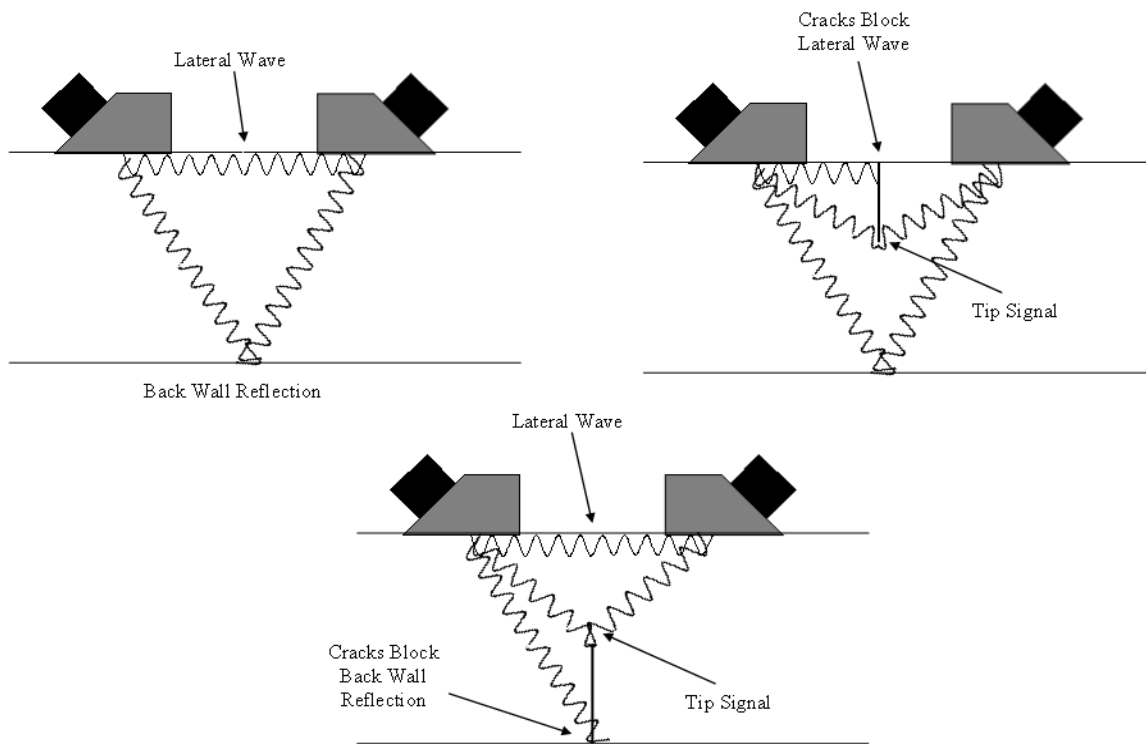 Lateral Wave
Back Wall Reflection
Cracks Block
Lateral Wave
Tip Signal
Lateral Wave
Cracks Block
Back Wall
Reflection
Tip Signal